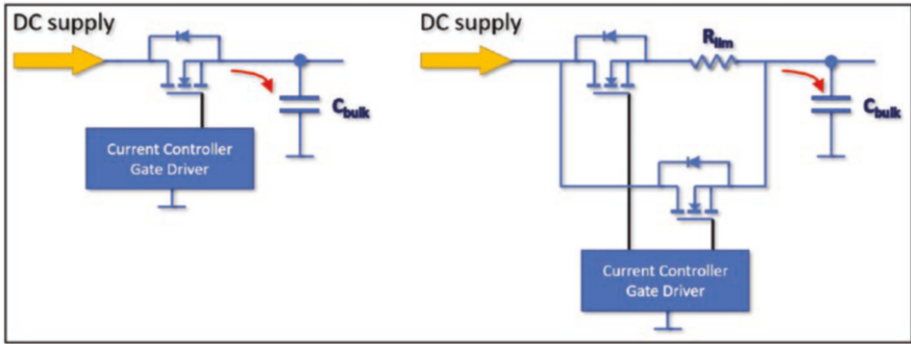 DC supply
Current Controller
Gate Driver
Cbulk
DC supply
Rlim
Cbulk
Current Controller
Gate Driver